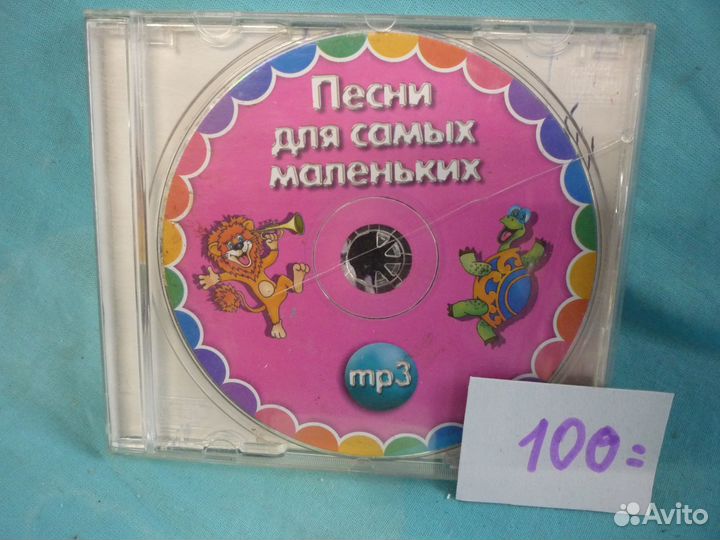 Песни
для самых
маленьких
mp3
100=
Avito